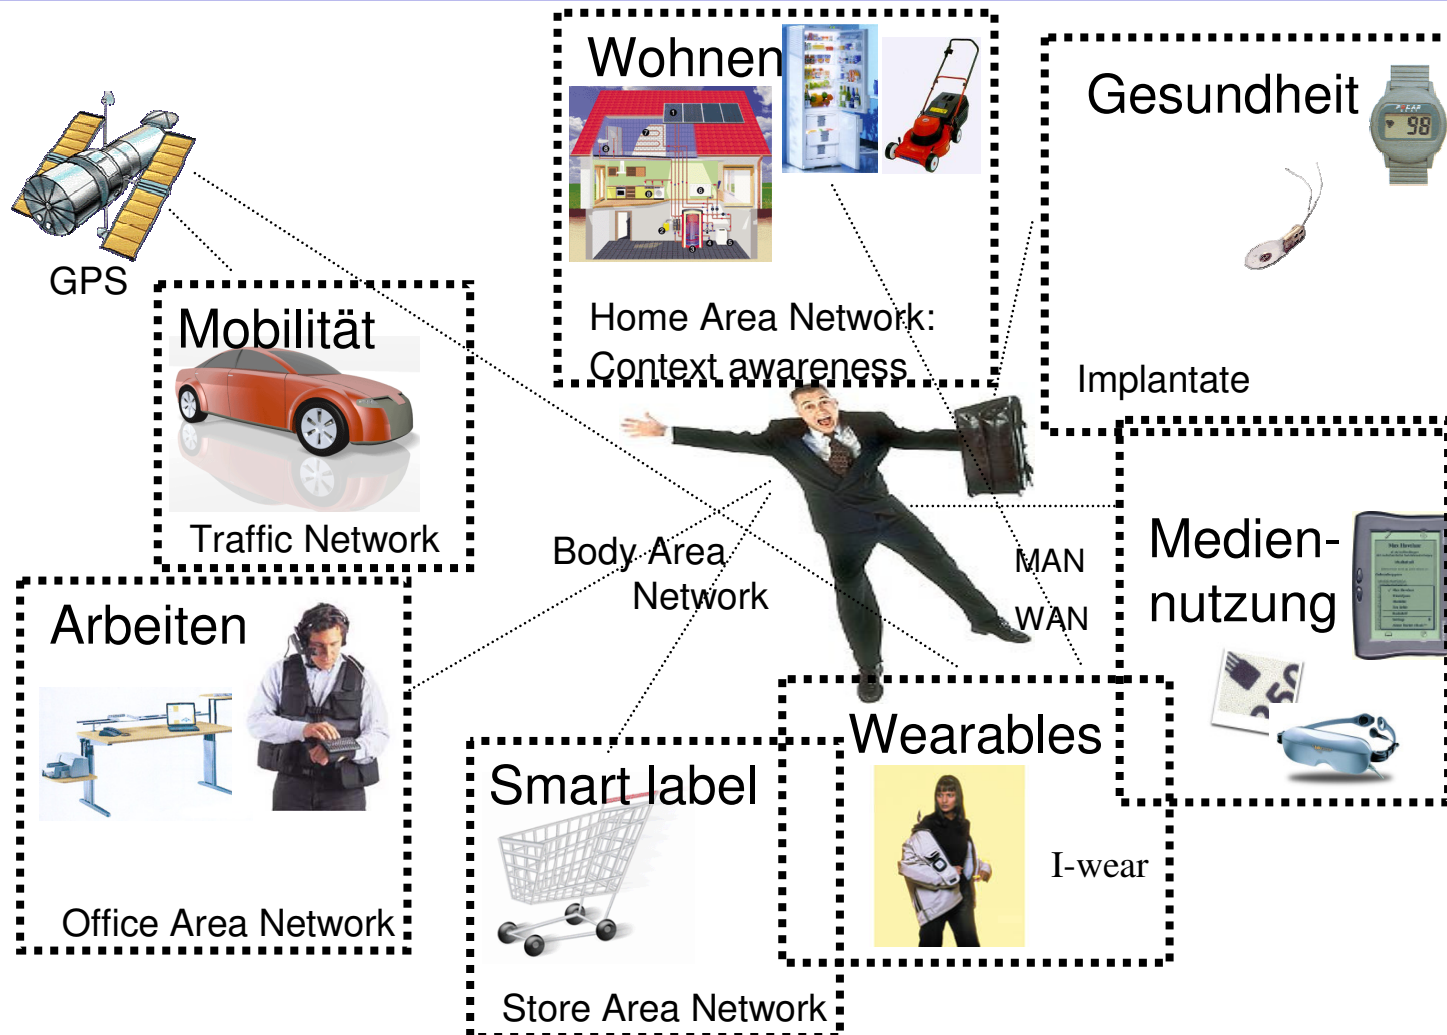 Wohnen
Gesundheit
98
GPS
Mobilität
Home Area Network:
Context awareness
Implantate
Traffic Network
Body Area
Network
MAN
WAN
Medien-
nutzung
Arbeiten
Wearables
Smart label
I-wear
Office Area Network
Store Area Network